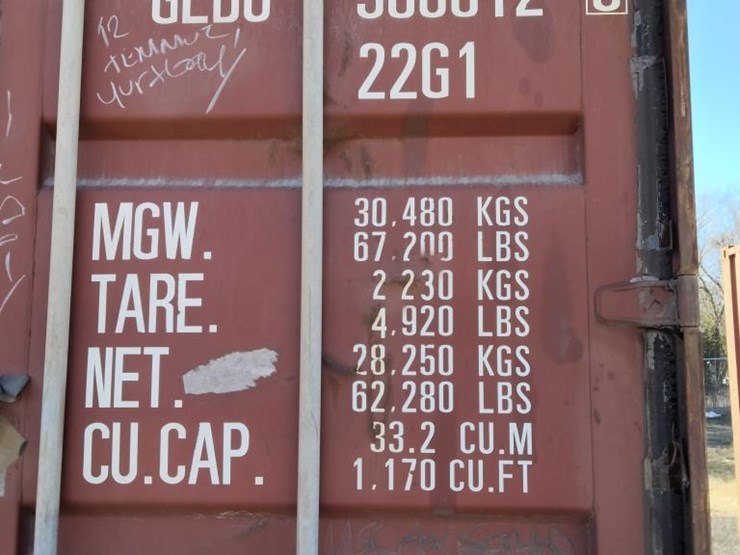 22G1
MGW. 30,480 KGS
67,200 LBS
TARE. 2 230 KGS
4,920 LBS
NET. 28,250 KGS
62,280 LBS
CU.CAP. 33.2 CU.M
1,170 CU.FT